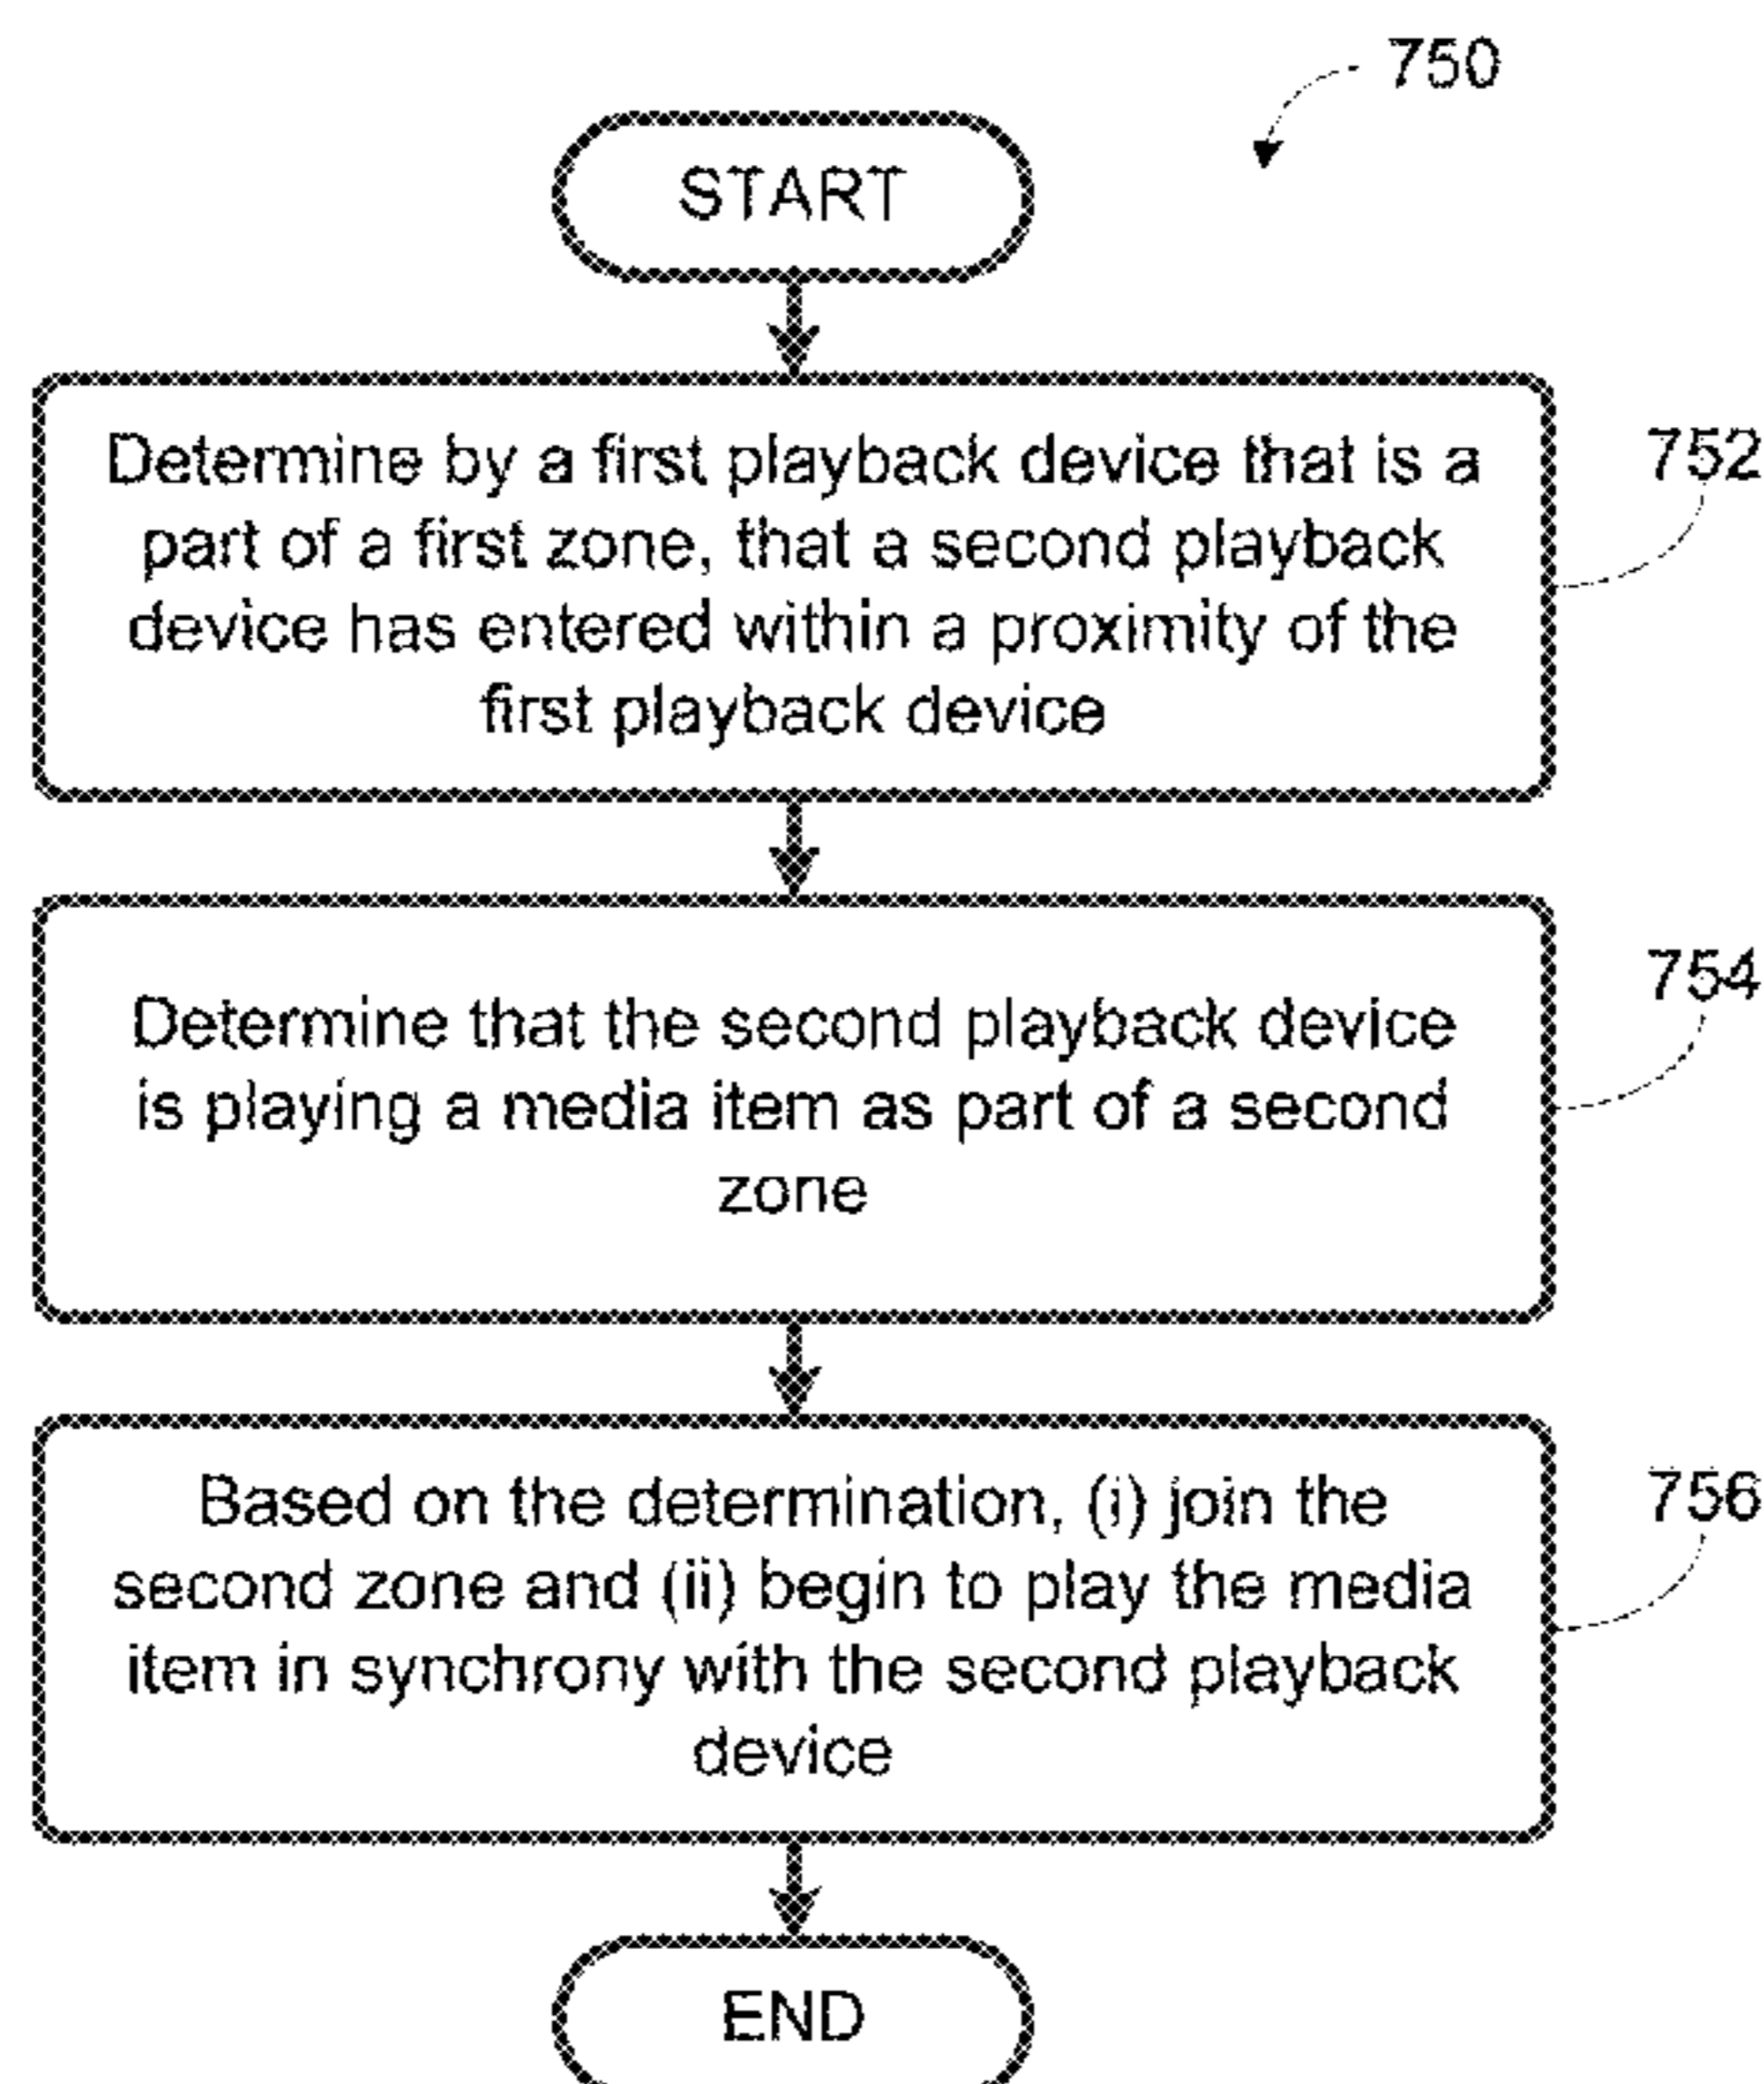 750
START
Determine by a first playback device that is a
part of a first zone, that a second playback
device has entered within a proximity of the
first playback device
752
Determine that the second playback device
is playing a media item as part of a second
zone
754
Based on the determination, (i) join the
second zone and (ii) begin to play the media
item in synchrony with the second playback
device
756
END